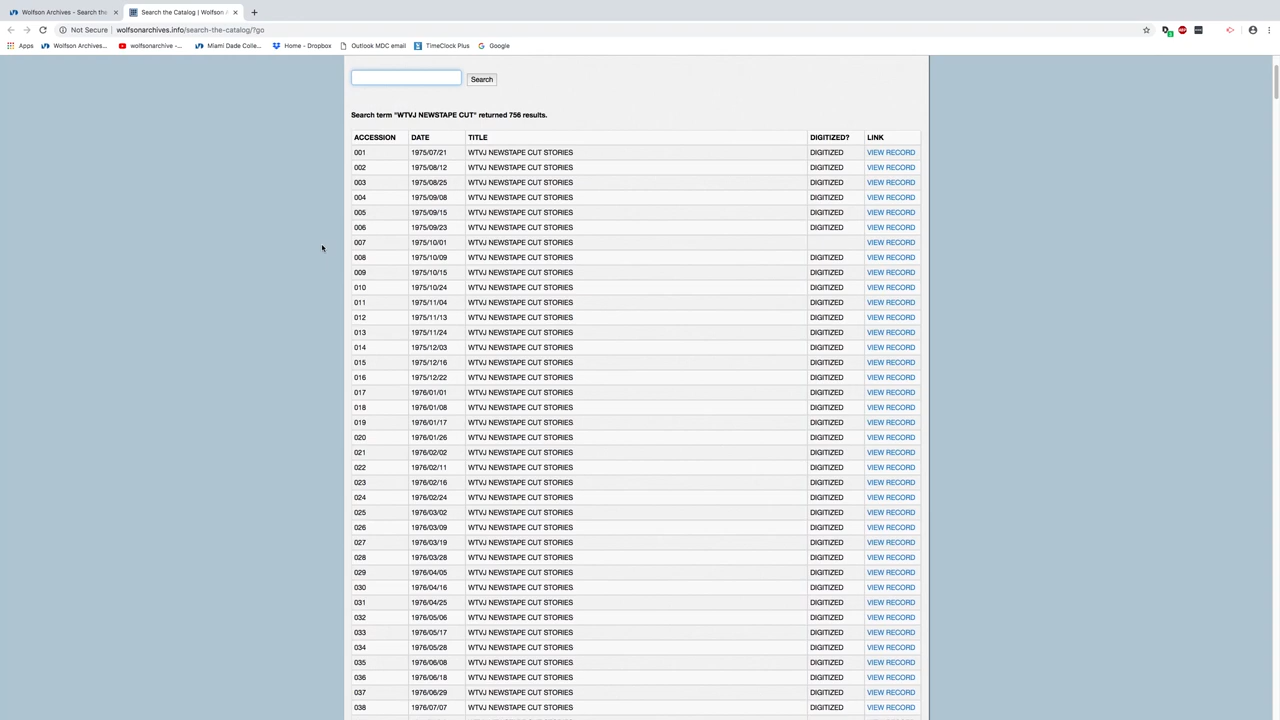 Wolfson Archives - Search the ×
Search the Catalog | Wolfson A ×
Not Secure | wolfsonarchives.info/search-the-catalog/?go
Apps Wolfson Archives... wolfsonarchive -... Miami Dade Colle... Home - Dropbox Outlook MDC email TimeClock Plus Google
Search
Search term "WTVJ NEWSTAPE CUT" returned 756 results.
ACCESSION DATE TITLE DIGITIZED? LINK
001 1975/07/21 WTVJ NEWSTAPE CUT STORIES DIGITIZED VIEW RECORD
002 1975/08/12 WTVJ NEWSTAPE CUT STORIES DIGITIZED VIEW RECORD
003 1975/08/25 WTVJ NEWSTAPE CUT STORIES DIGITIZED VIEW RECORD
004 1975/09/08 WTVJ NEWSTAPE CUT STORIES DIGITIZED VIEW RECORD
005 1975/09/15 WTVJ NEWSTAPE CUT STORIES DIGITIZED VIEW RECORD
006 1975/09/23 WTVJ NEWSTAPE CUT STORIES DIGITIZED VIEW RECORD
007 1975/10/01 WTVJ NEWSTAPE CUT STORIES VIEW RECORD
008 1975/10/09 WTVJ NEWSTAPE CUT STORIES DIGITIZED VIEW RECORD
009 1975/10/15 WTVJ NEWSTAPE CUT STORIES DIGITIZED VIEW RECORD
010 1975/10/24 WTVJ NEWSTAPE CUT STORIES DIGITIZED VIEW RECORD
011 1975/11/04 WTVJ NEWSTAPE CUT STORIES DIGITIZED VIEW RECORD
012 1975/11/13 WTVJ NEWSTAPE CUT STORIES DIGITIZED VIEW RECORD
013 1975/11/24 WTVJ NEWSTAPE CUT STORIES DIGITIZED VIEW RECORD
014 1975/12/03 WTVJ NEWSTAPE CUT STORIES DIGITIZED VIEW RECORD
015 1975/12/16 WTVJ NEWSTAPE CUT STORIES DIGITIZED VIEW RECORD
016 1975/12/22 WTVJ NEWSTAPE CUT STORIES DIGITIZED VIEW RECORD
017 1976/01/01 WTVJ NEWSTAPE CUT STORIES DIGITIZED VIEW RECORD
018 1976/01/08 WTVJ NEWSTAPE CUT STORIES DIGITIZED VIEW RECORD
019 1976/01/17 WTVJ NEWSTAPE CUT STORIES DIGITIZED VIEW RECORD
020 1976/01/26 WTVJ NEWSTAPE CUT STORIES DIGITIZED VIEW RECORD
021 1976/02/02 WTVJ NEWSTAPE CUT STORIES DIGITIZED VIEW RECORD
022 1976/02/11 WTVJ NEWSTAPE CUT STORIES DIGITIZED VIEW RECORD
023 1976/02/16 WTVJ NEWSTAPE CUT STORIES DIGITIZED VIEW RECORD
024 1976/02/24 WTVJ NEWSTAPE CUT STORIES DIGITIZED VIEW RECORD
025 1976/03/02 WTVJ NEWSTAPE CUT STORIES DIGITIZED VIEW RECORD
026 1976/03/09 WTVJ NEWSTAPE CUT STORIES DIGITIZED VIEW RECORD
027 1976/03/19 WTVJ NEWSTAPE CUT STORIES DIGITIZED VIEW RECORD
028 1976/03/28 WTVJ NEWSTAPE CUT STORIES DIGITIZED VIEW RECORD
029 1976/04/05 WTVJ NEWSTAPE CUT STORIES DIGITIZED VIEW RECORD
030 1976/04/16 WTVJ NEWSTAPE CUT STORIES DIGITIZED VIEW RECORD
031 1976/04/25 WTVJ NEWSTAPE CUT STORIES DIGITIZED VIEW RECORD
032 1976/05/06 WTVJ NEWSTAPE CUT STORIES DIGITIZED VIEW RECORD
033 1976/05/17 WTVJ NEWSTAPE CUT STORIES DIGITIZED VIEW RECORD
034 1976/05/28 WTVJ NEWSTAPE CUT STORIES DIGITIZED VIEW RECORD
035 1976/06/08 WTVJ NEWSTAPE CUT STORIES DIGITIZED VIEW RECORD
036 1976/06/18 WTVJ NEWSTAPE CUT STORIES DIGITIZED VIEW RECORD
037 1976/06/29 WTVJ NEWSTAPE CUT STORIES DIGITIZED VIEW RECORD
038 1976/07/07 WTVJ NEWSTAPE CUT STORIES DIGITIZED VIEW RECORD